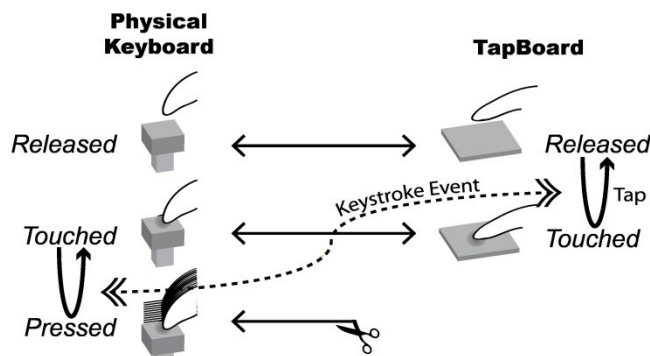 Physical
Keyboard
TapBoard
Released
Released
Keystroke Event
Tap
Touched
Touched
Pressed